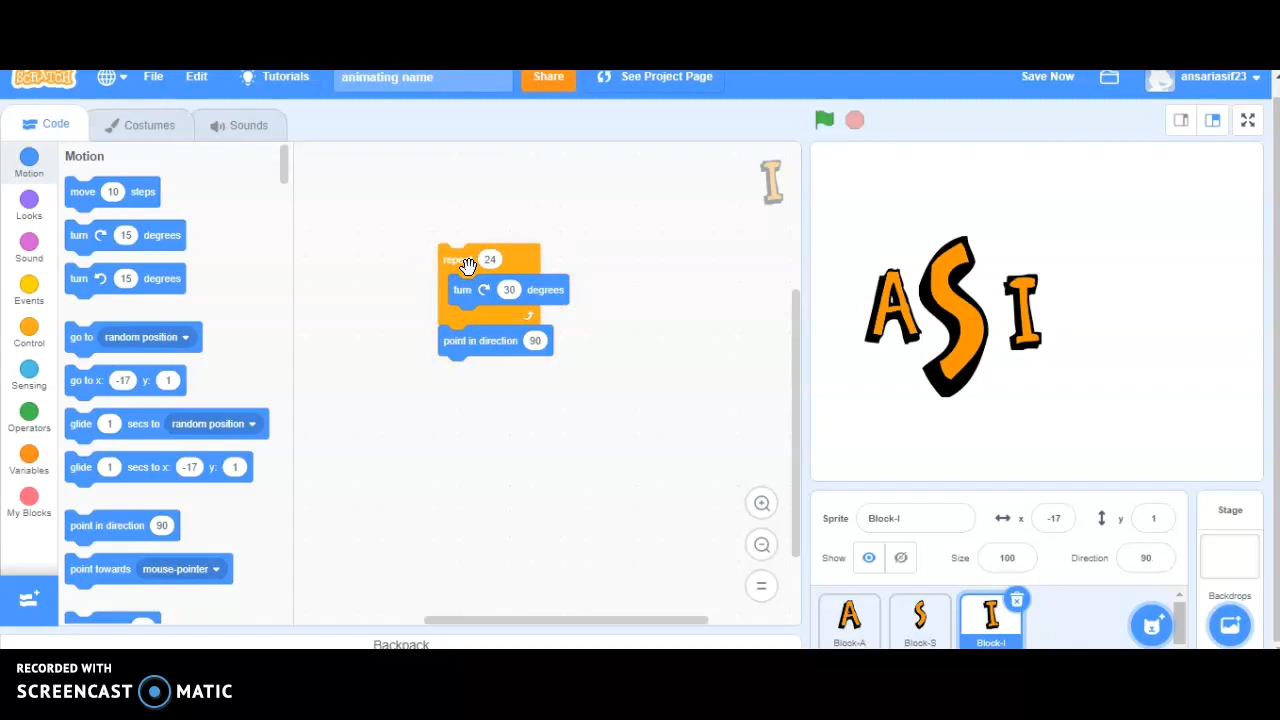 SCRATCH File Edit Tutorials animating name Share See Project Page Save Now ansariasif23
Code Costumes Sounds
Motion
Looks
Sound
Events
Control
Sensing
Operators
Variables
My Blocks
Motion
move 10 steps
turn 15 degrees
turn 15 degrees
go to random position
go to x: -17 y: 1
glide 1 secs to random position
glide 1 secs to x: -17 y: 1
point in direction 90
point towards mouse-pointer
24
turn 30 degrees
point in direction 90
I
A S I
Sprite Block-I x -17 y 1
Show Size 100 Direction 90
A S I
Block-A Block-S Block-I
Stage
Backdrops
Backpack
RECORDED WITH
SCREENCAST MATIC